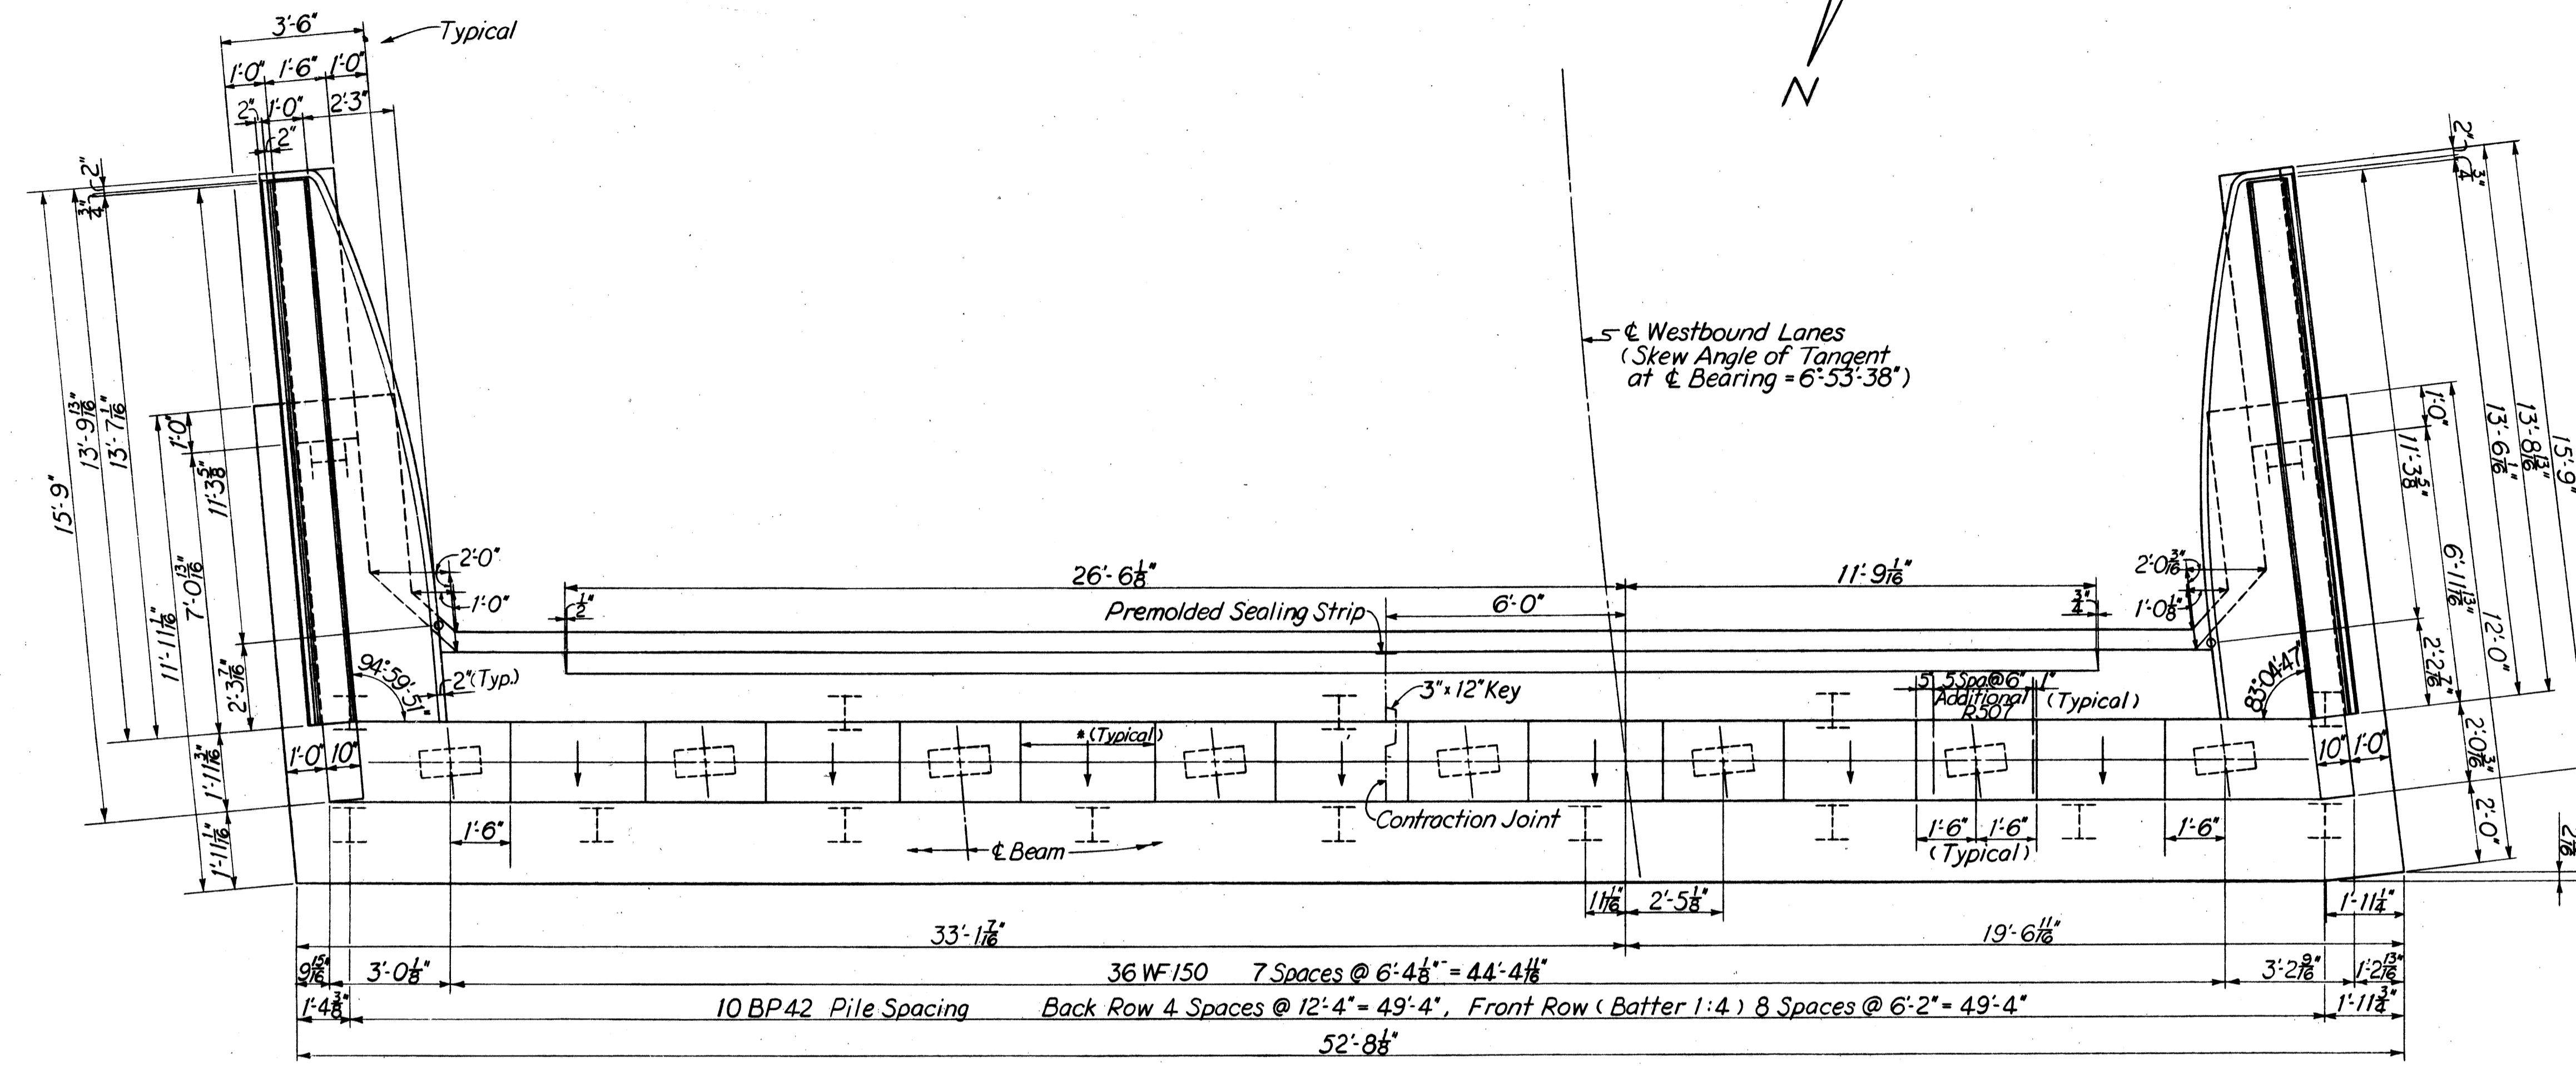 3'-6"
Typical
1'-0" 1'-6" 1'-0"
2" 1'-0" 2'-3"
2"
N
2"
3/4"
2"
3/4"
15'-9"
13'-9 13/16"
13'-7 1/16"
11'-11 1/16"
1'-0"
7'-0 13/16"
11'-3 5/8"
2'-3 7/16"
1'-11 3/16"
1'-11 1/16"
94°-59'-51"
2"(Typ.)
1'-0" 10"
2'-0"
1'-0"
℄ Westbound Lanes
(Skew Angle of Tangent
at ℄ Bearing = 6°-53'-38")
26'-6 1/8"
11'-9 1/16"
1/2"
Premolded Sealing Strip
6'-0"
3/4"
2'-0 3/16"
1'-0 1/8"
3" x 12" Key
5" 5 Spa.@6" 1"
Additional
R507
(Typical)
83°-04'-47"
1'-0"
11'-3 5/8"
13'-6 1/16"
13'-8 13/16"
15'-9"
6'-11 13/16"
12'-0"
2'-2 7/16"
2'-0 3/16"
2'-0"
10" 1'-0"
*(Typical)
1'-6"
℄ Beam
Contraction Joint
1'-6" 1'-6"
(Typical)
1'-6"
11 1/16" 2'-5 1/8"
1'-11 1/4"
33'-1 7/16"
19'-6 11/16"
9 15/16" 3'-0 1/8" 36 WF 150 7 Spaces @ 6'-4 1/8"- = 44'-4 11/16" 3'-2 9/16" 1'-2 13/16"
1'-4 3/8" 10 BP 42 Pile Spacing Back Row 4 Spaces @ 12'-4" = 49'-4", Front Row (Batter 1:4) 8 Spaces @ 6'-2" = 49'-4" 1'-11 3/4"
52'-8 1/8"